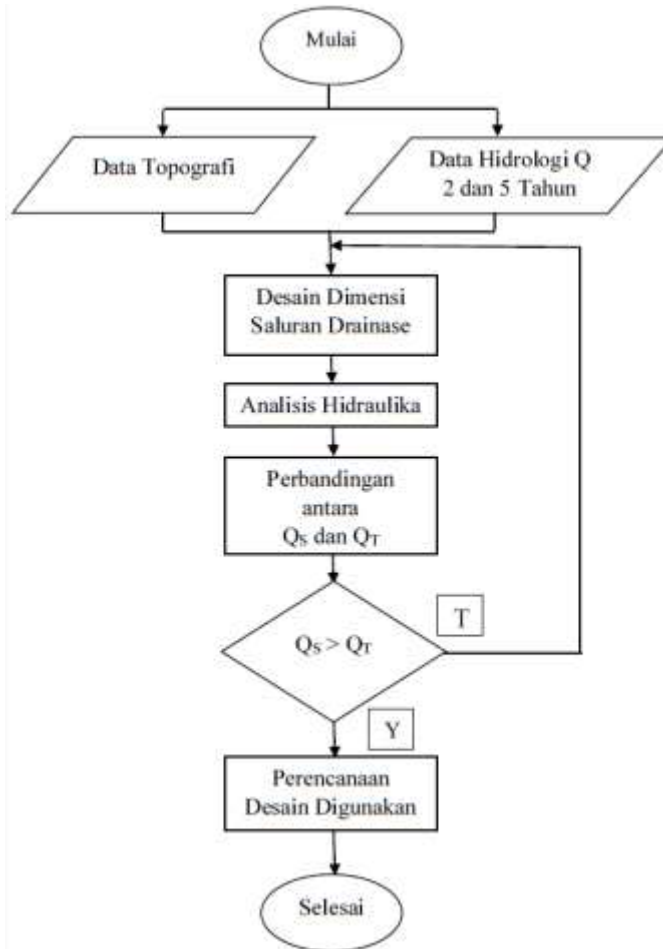 Mulai
Data Topografi
Data Hidrologi Q
2 dan 5 Tahun
Desain Dimensi
Saluran Drainase
Analisis Hidraulika
Perbandingan
antara
QS dan QT
QS > QT
T
Y
Perencanaan
Desain Digunakan
Selesai